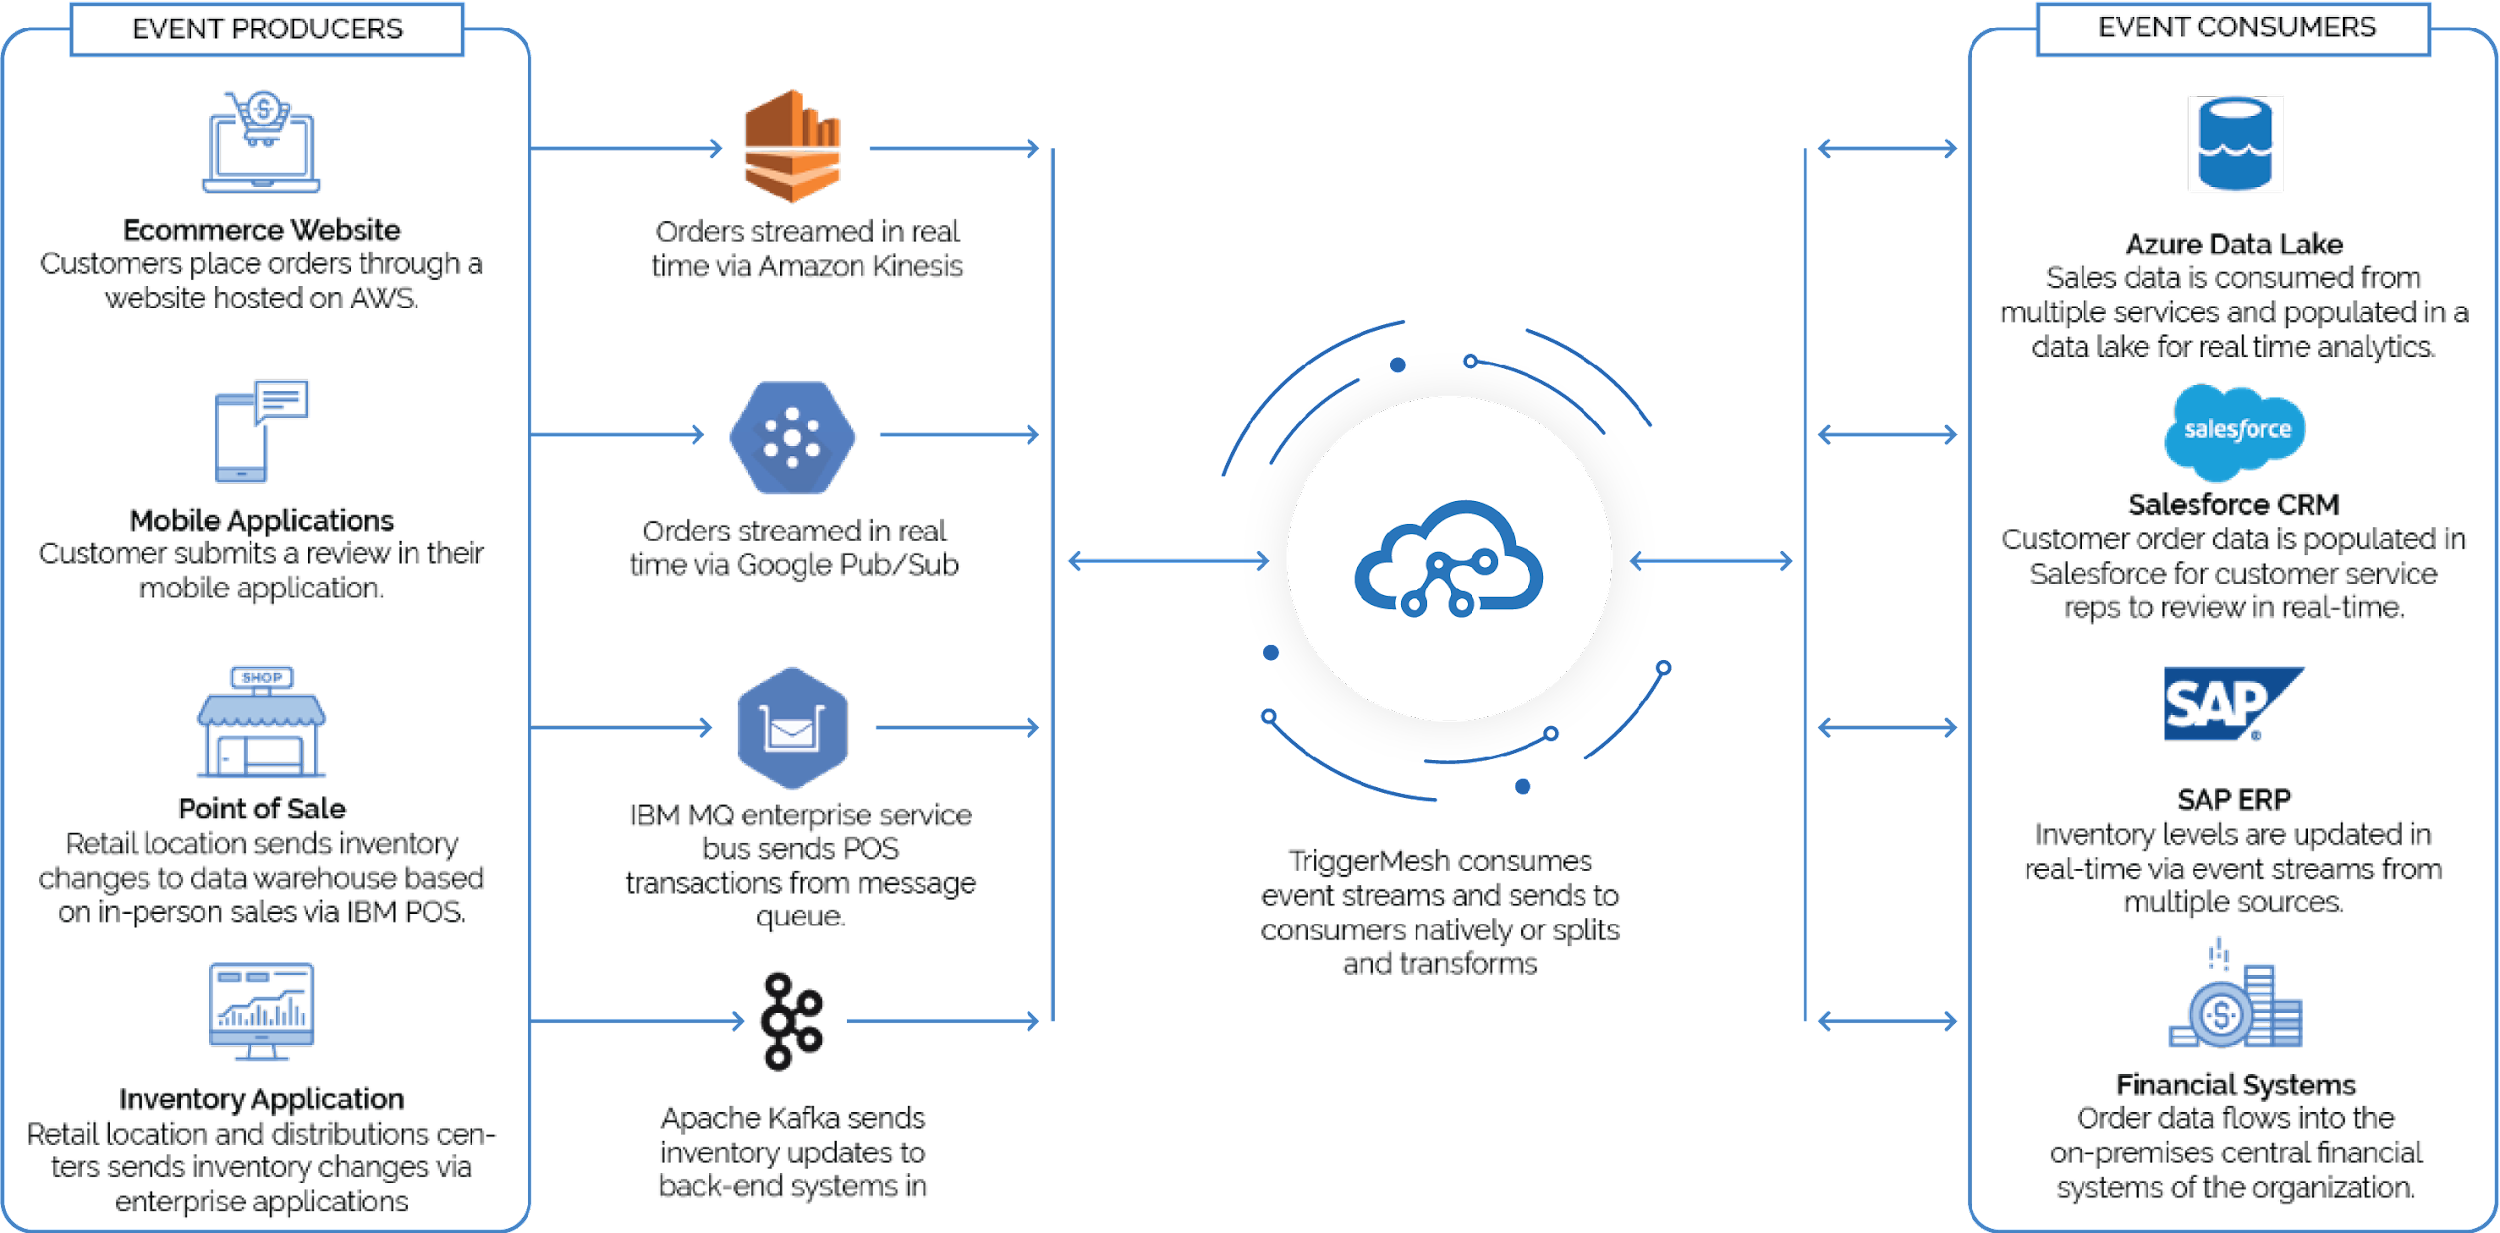 EVENT PRODUCERS
Ecommerce Website
Customers place orders through a
website hosted on AWS.
Mobile Applications
Customer submits a review in their
mobile application.
SHOP
Point of Sale
Retail location sends inventory
changes to data warehouse based
on in-person sales via IBM POS.
Inventory Application
Retail location and distributions cen-
ters sends inventory changes via
enterprise applications
Orders streamed in real
time via Amazon Kinesis
Orders streamed in real
time via Google Pub/Sub
IBM MQ enterprise service
bus sends POS
transactions from message
queue.
Apache Kafka sends
inventory updates to
back-end systems in
TriggerMesh consumes
event streams and sends to
consumers natively or splits
and transforms
EVENT CONSUMERS
Azure Data Lake
Sales data is consumed from
multiple services and populated in a
data lake for real time analytics.
salesforce
Salesforce CRM
Customer order data is populated in
Salesforce for customer service
reps to review in real-time.
SAP®
SAP ERP
Inventory levels are updated in
real-time via event streams from
multiple sources.
$
Financial Systems
Order data flows into the
on-premises central financial
systems of the organization.